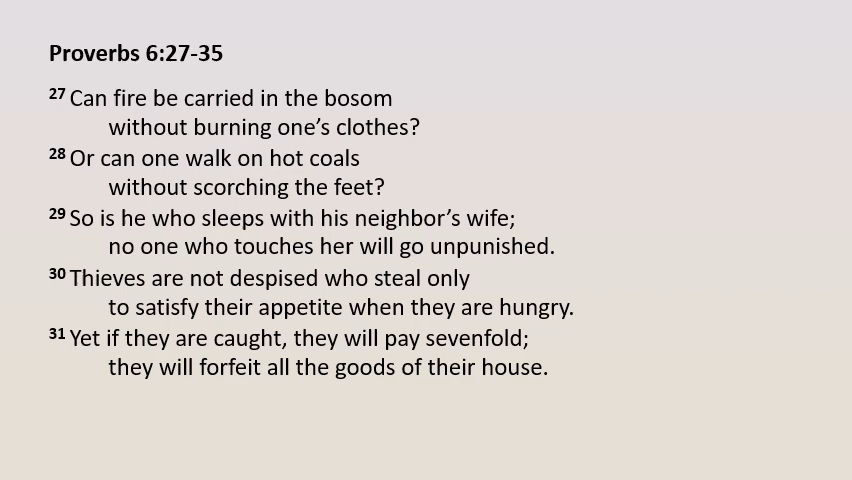 Proverbs 6:27-35
27 Can fire be carried in the bosom
without burning one’s clothes?
28 Or can one walk on hot coals
without scorching the feet?
29 So is he who sleeps with his neighbor’s wife;
no one who touches her will go unpunished.
30 Thieves are not despised who steal only
to satisfy their appetite when they are hungry.
31 Yet if they are caught, they will pay sevenfold;
they will forfeit all the goods of their house.